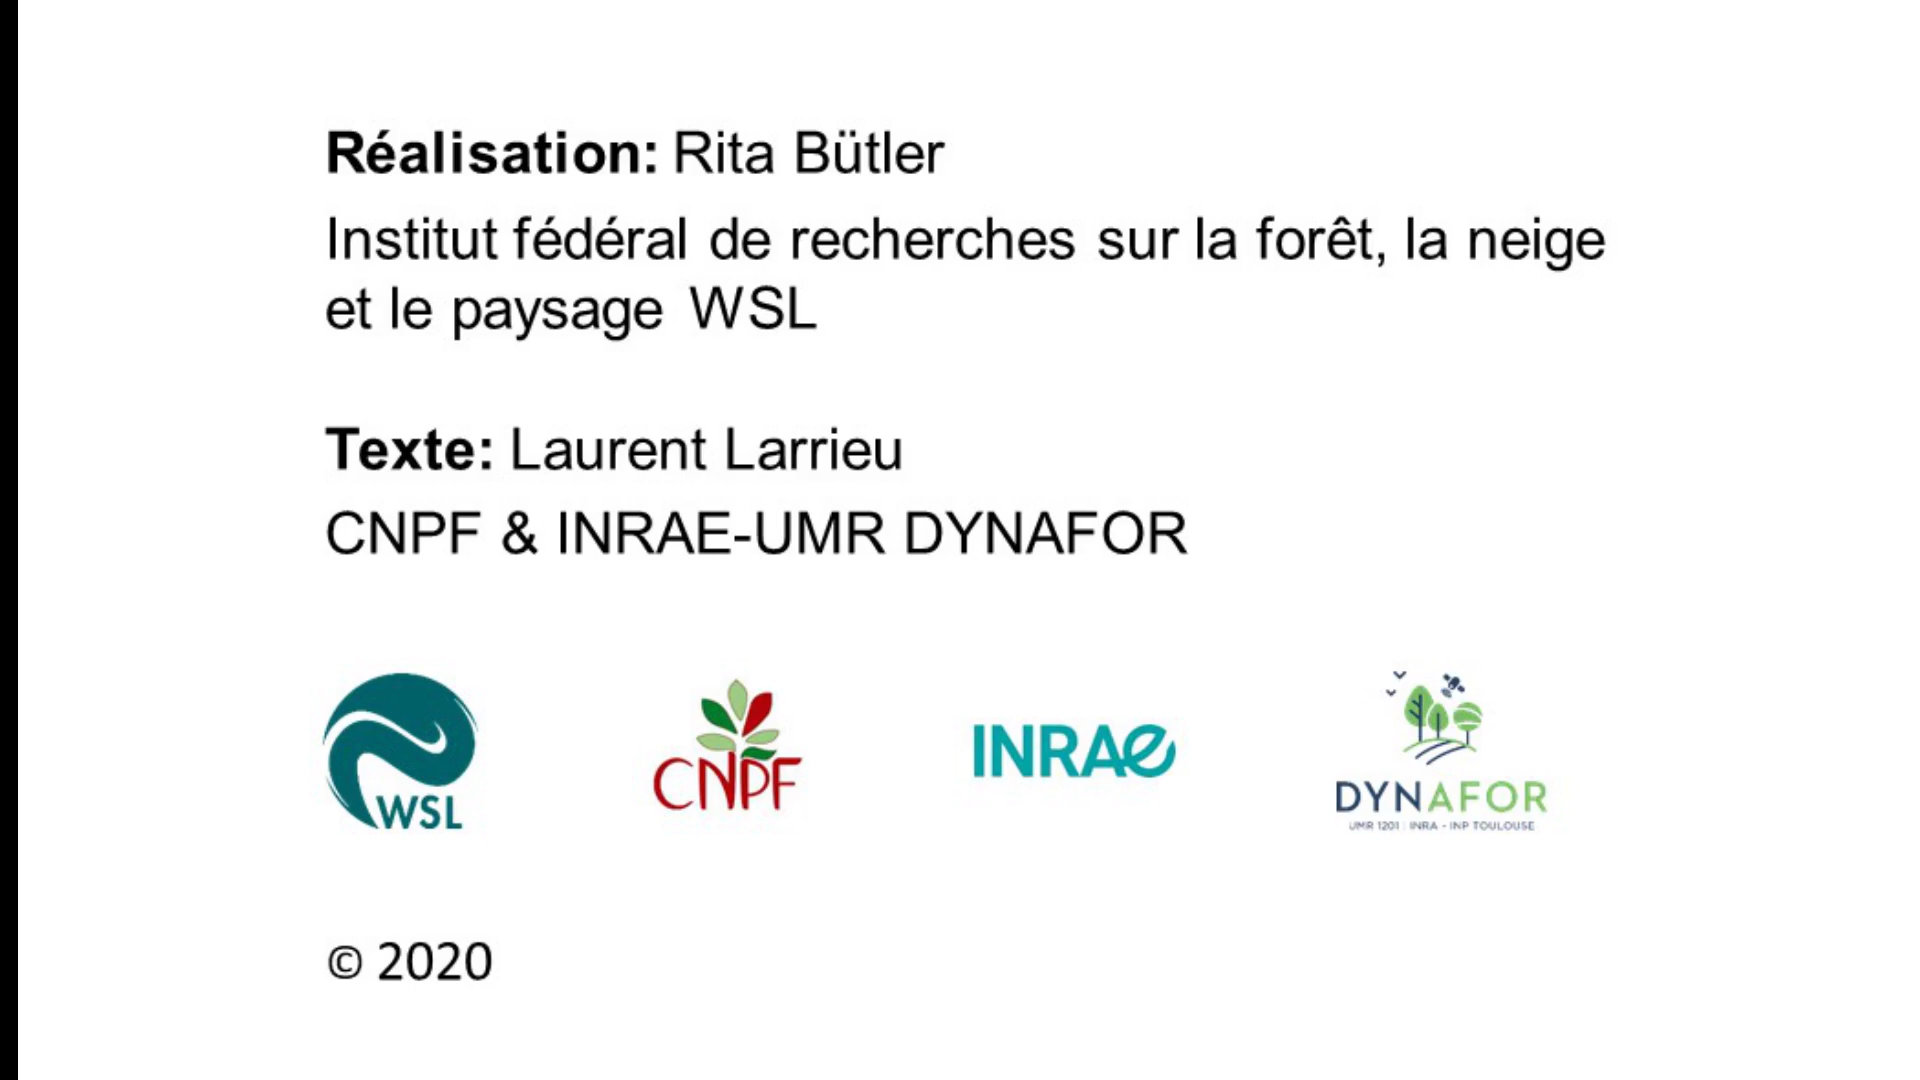 Réalisation: Rita Bütler
Institut fédéral de recherches sur la forêt, la neige
et le paysage WSL
Texte: Laurent Larrieu
CNPF & INRAE-UMR DYNAFOR
WSL
CNPF
INRAE
DYNAFOR
UMR 1201 | INRA - INP TOULOUSE
© 2020